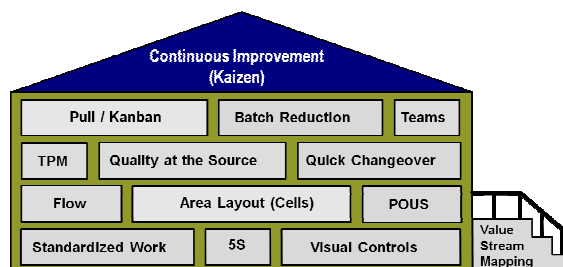 Continuous Improvement
(Kaizen)
Pull / Kanban Batch Reduction Teams
TPM Quality at the Source Quick Changeover
Flow Area Layout (Cells) POUS
Standardized Work 5S Visual Controls
Value
Stream
Mapping